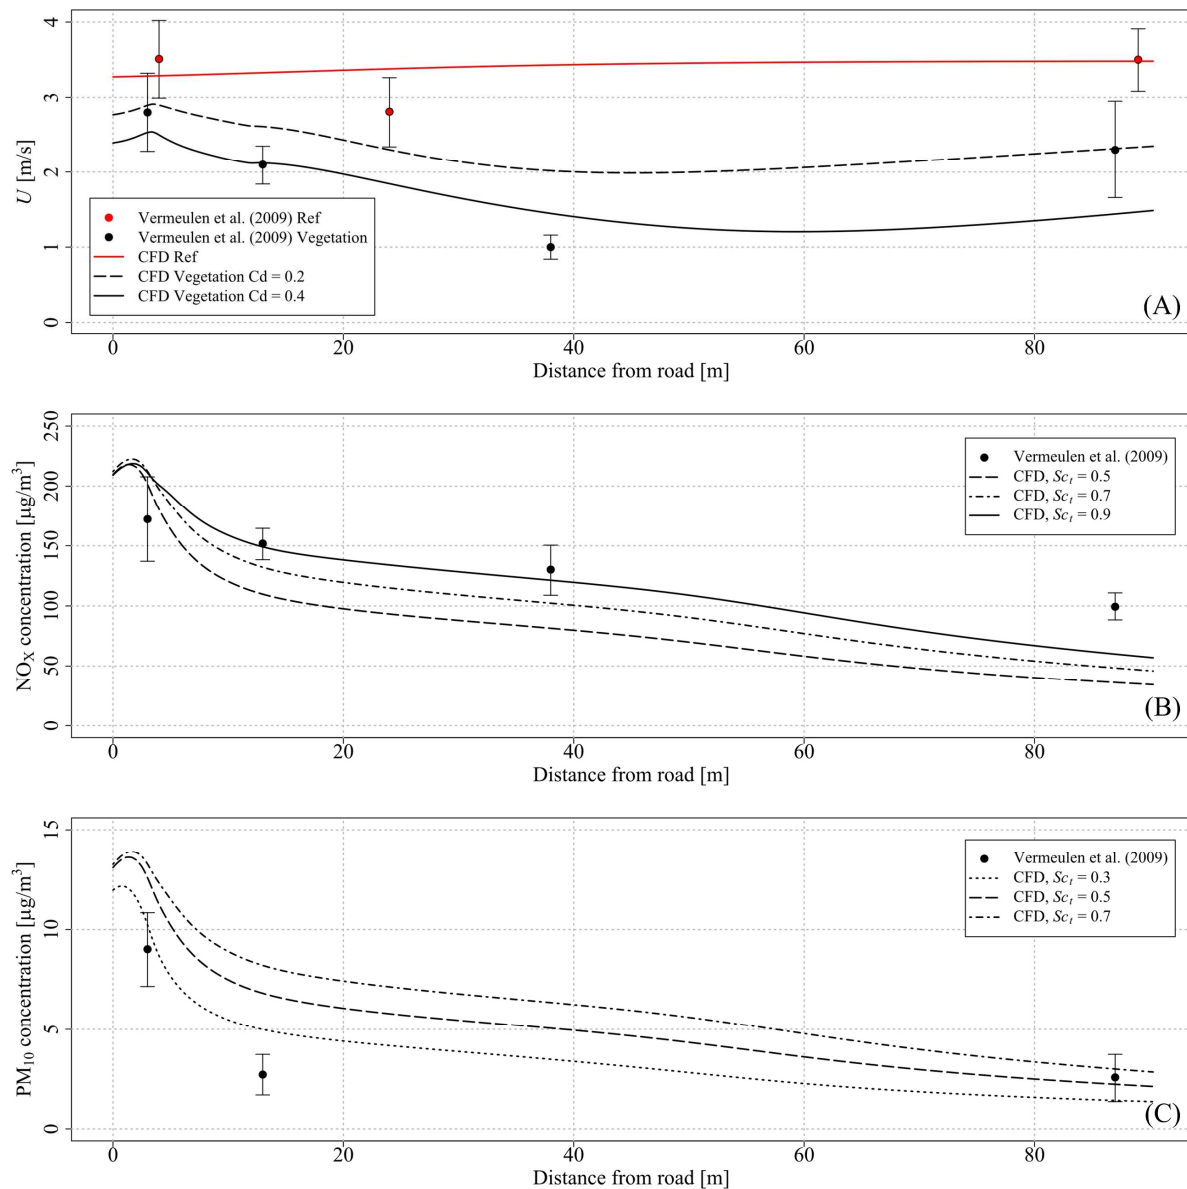 4
3
2
1
0
U [m/s]
Vermeulen et al. (2009) Ref
Vermeulen et al. (2009) Vegetation
CFD Ref
CFD Vegetation Cd = 0.2
CFD Vegetation Cd = 0.4
(A)
0 20 40 60 80
Distance from road [m]
250
200
150
100
50
0
NOX concentration [µg/m³]
Vermeulen et al. (2009)
CFD, Sct = 0.5
CFD, Sct = 0.7
CFD, Sct = 0.9
(B)
0 20 40 60 80
Distance from road [m]
15
10
5
0
PM10 concentration [µg/m³]
Vermeulen et al. (2009)
CFD, Sct = 0.3
CFD, Sct = 0.5
CFD, Sct = 0.7
(C)
0 20 40 60 80
Distance from road [m]